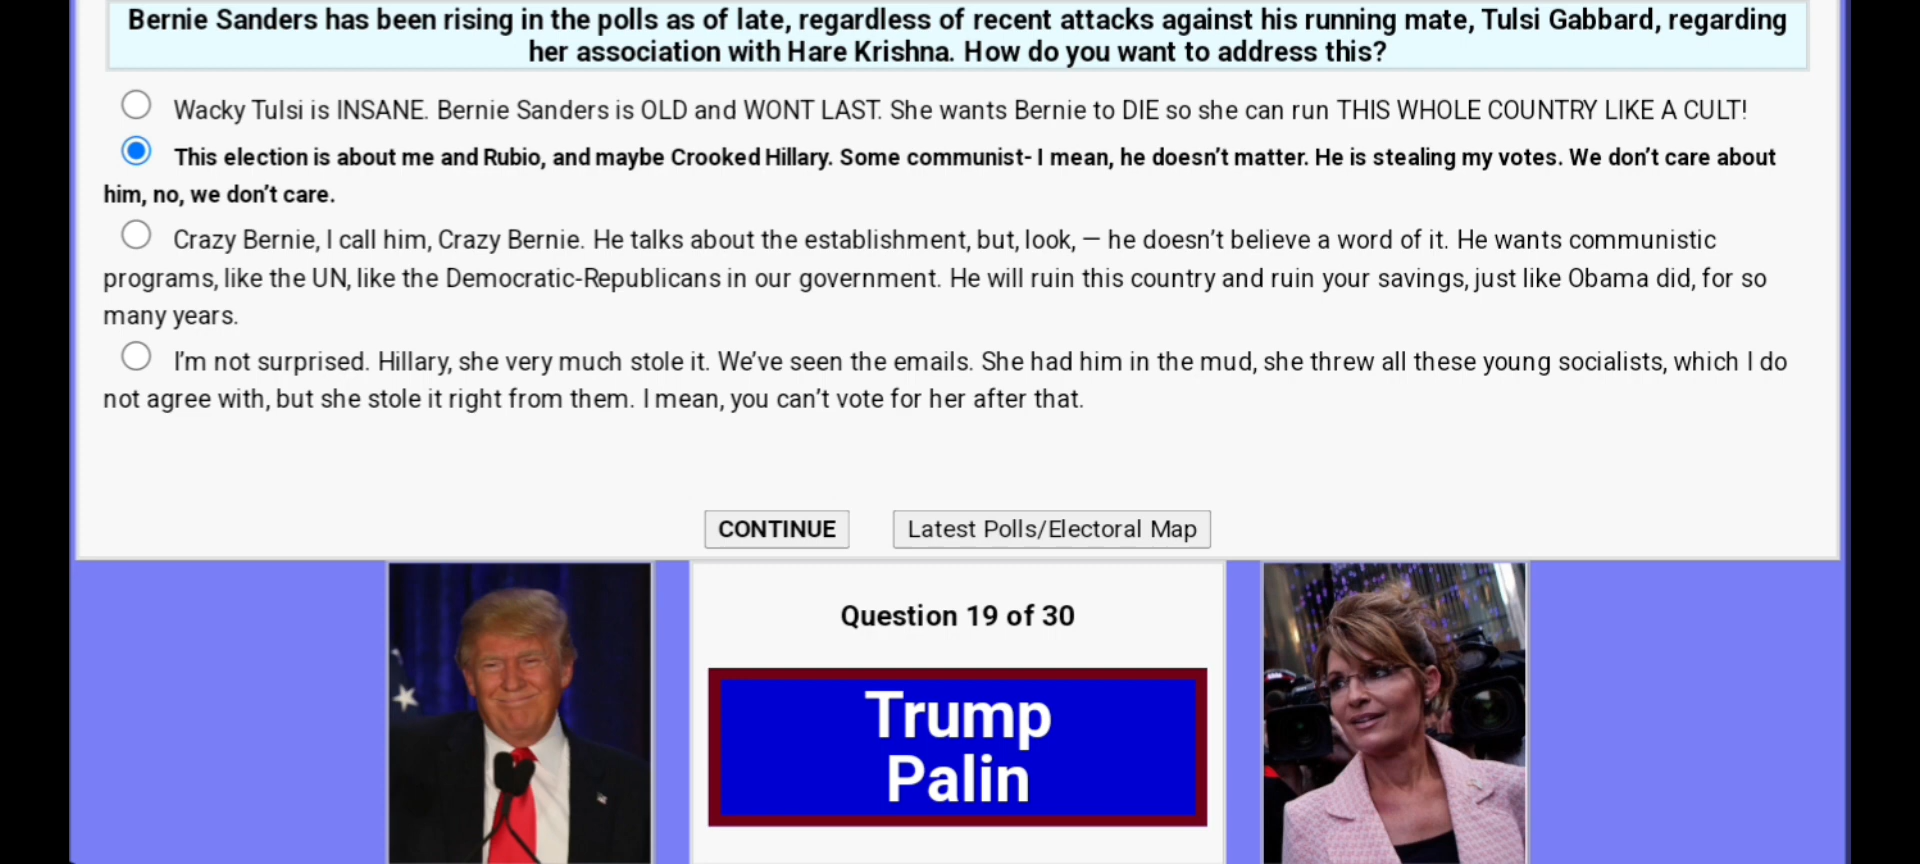 Bernie Sanders has been rising in the polls as of late, regardless of recent attacks against his running mate, Tulsi Gabbard, regarding
her association with Hare Krishna. How do you want to address this?
Wacky Tulsi is INSANE. Bernie Sanders is OLD and WONT LAST. She wants Bernie to DIE so she can run THIS WHOLE COUNTRY LIKE A CULT!
This election is about me and Rubio, and maybe Crooked Hillary. Some communist- I mean, he doesn’t matter. He is stealing my votes. We don’t care about
him, no, we don’t care.
Crazy Bernie, I call him, Crazy Bernie. He talks about the establishment, but, look, — he doesn’t believe a word of it. He wants communistic
programs, like the UN, like the Democratic-Republicans in our government. He will ruin this country and ruin your savings, just like Obama did, for so
many years.
I’m not surprised. Hillary, she very much stole it. We’ve seen the emails. She had him in the mud, she threw all these young socialists, which I do
not agree with, but she stole it right from them. I mean, you can’t vote for her after that.
CONTINUE
Latest Polls/Electoral Map
Question 19 of 30
Trump
Palin